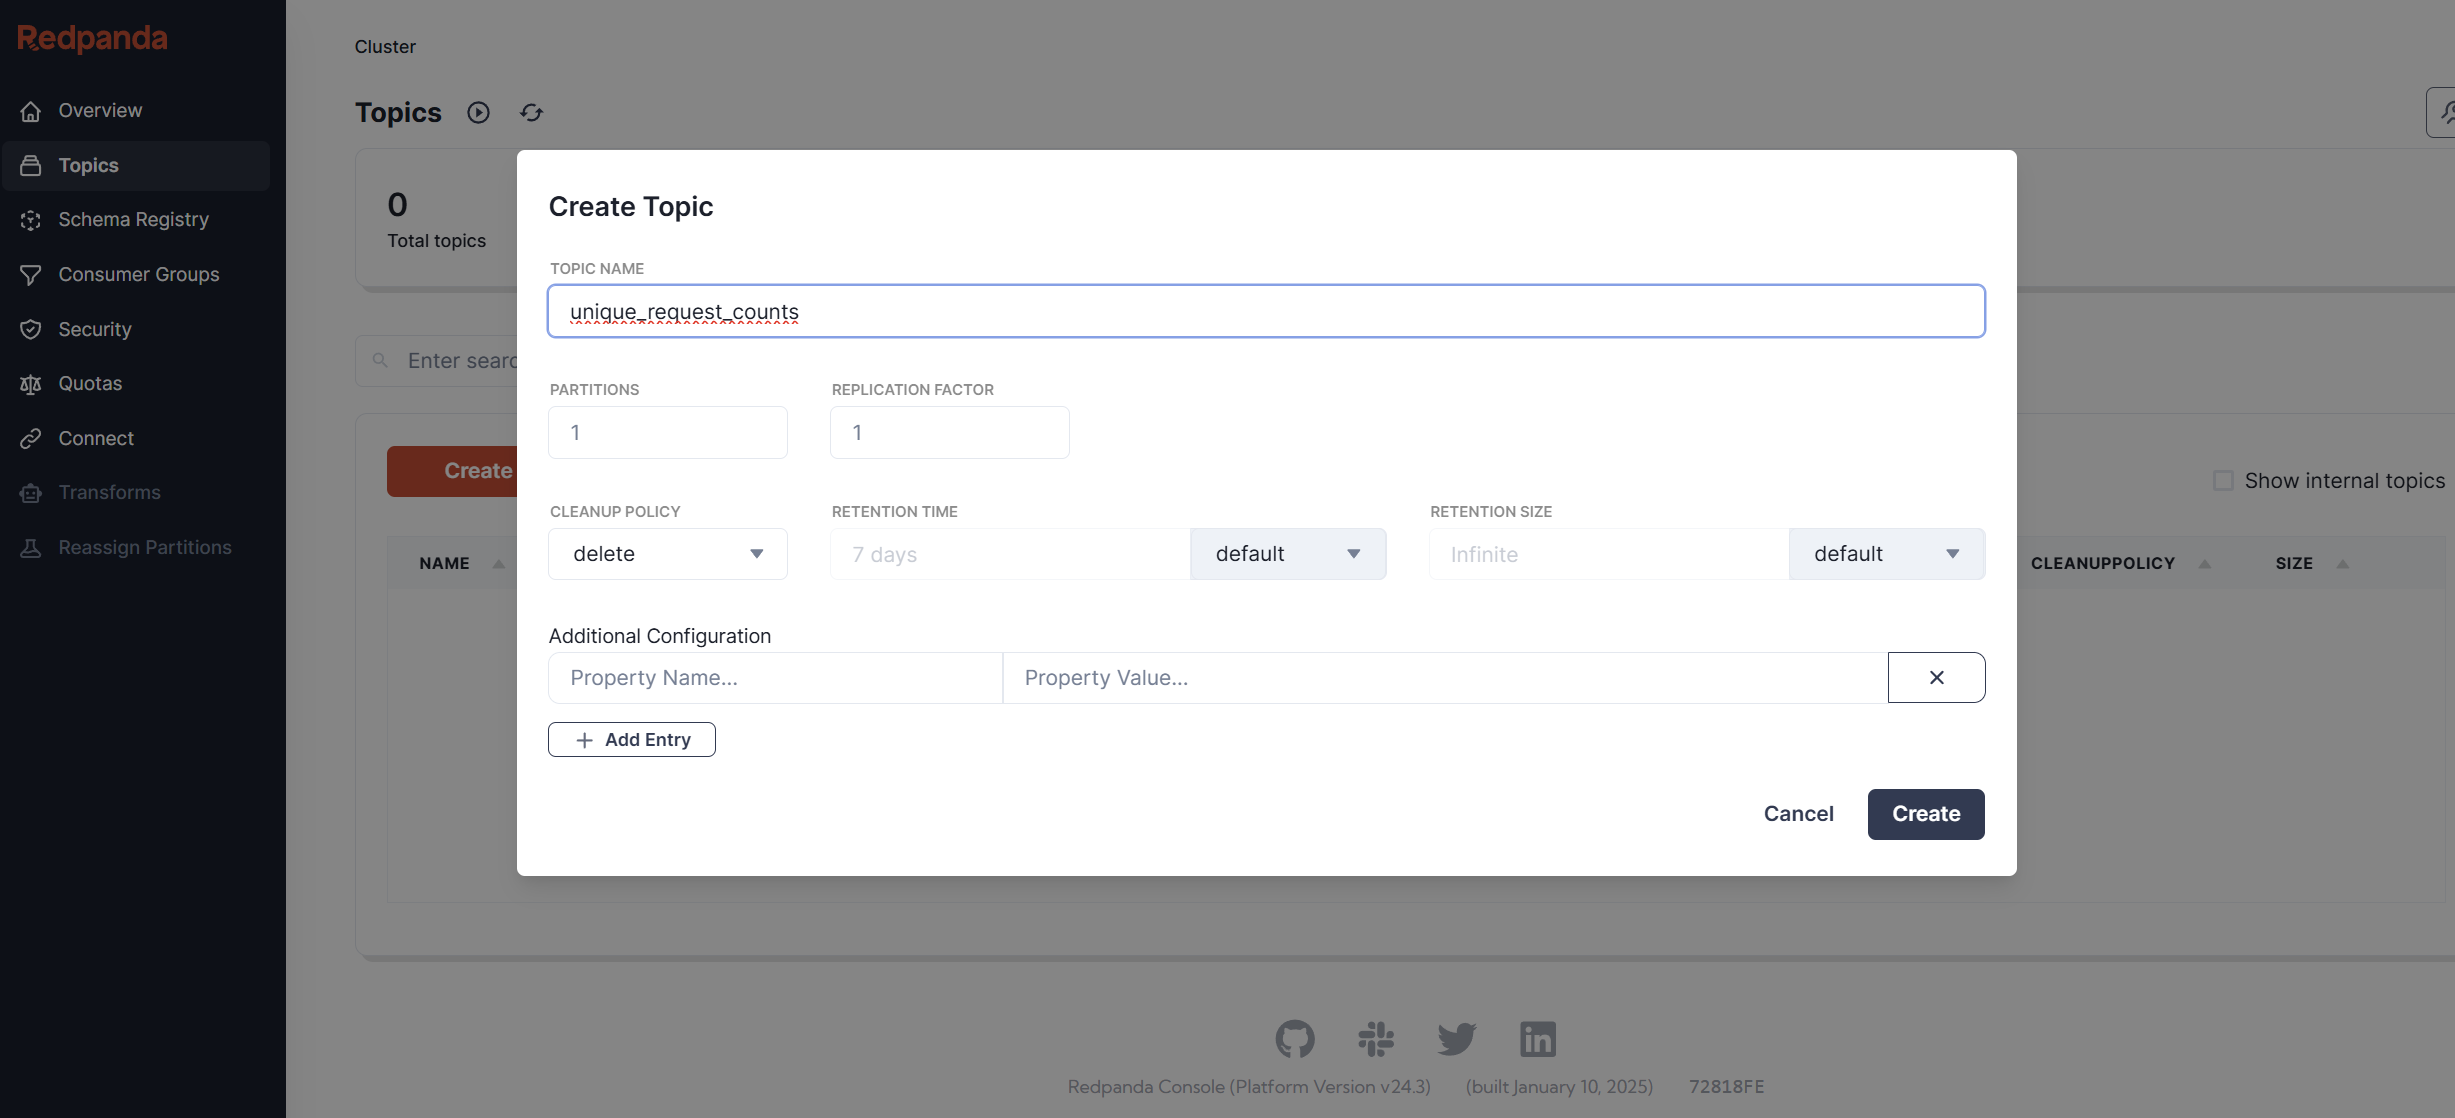 Redpanda
Overview
Topics
Schema Registry
Consumer Groups
Security
Quotas
Connect
Transforms
Reassign Partitions
Cluster
Topics
0
Total topics
Enter searc
Create
Show internal topics
NAME
CLEANUPPOLICY
SIZE
Create Topic
TOPIC NAME
unique_request_counts
PARTITIONS
REPLICATION FACTOR
1
1
CLEANUP POLICY
RETENTION TIME
RETENTION SIZE
delete
7 days
default
Infinite
default
Additional Configuration
Property Name...
Property Value...
Add Entry
Cancel
Create
Redpanda Console (Platform Version v24.3)
(built January 10, 2025)
72818FE